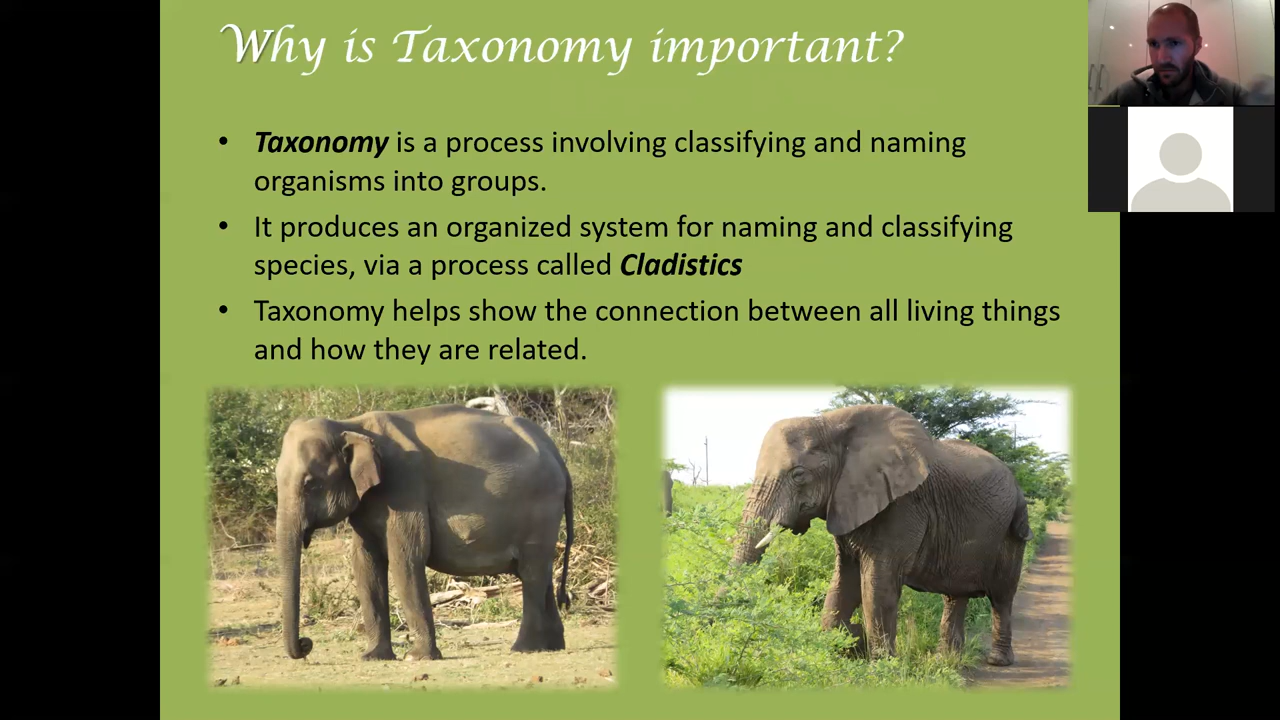 Why is Taxonomy important?
• Taxonomy is a process involving classifying and naming
organisms into groups.
• It produces an organized system for naming and classifying
species, via a process called Cladistics
• Taxonomy helps show the connection between all living things
and how they are related.